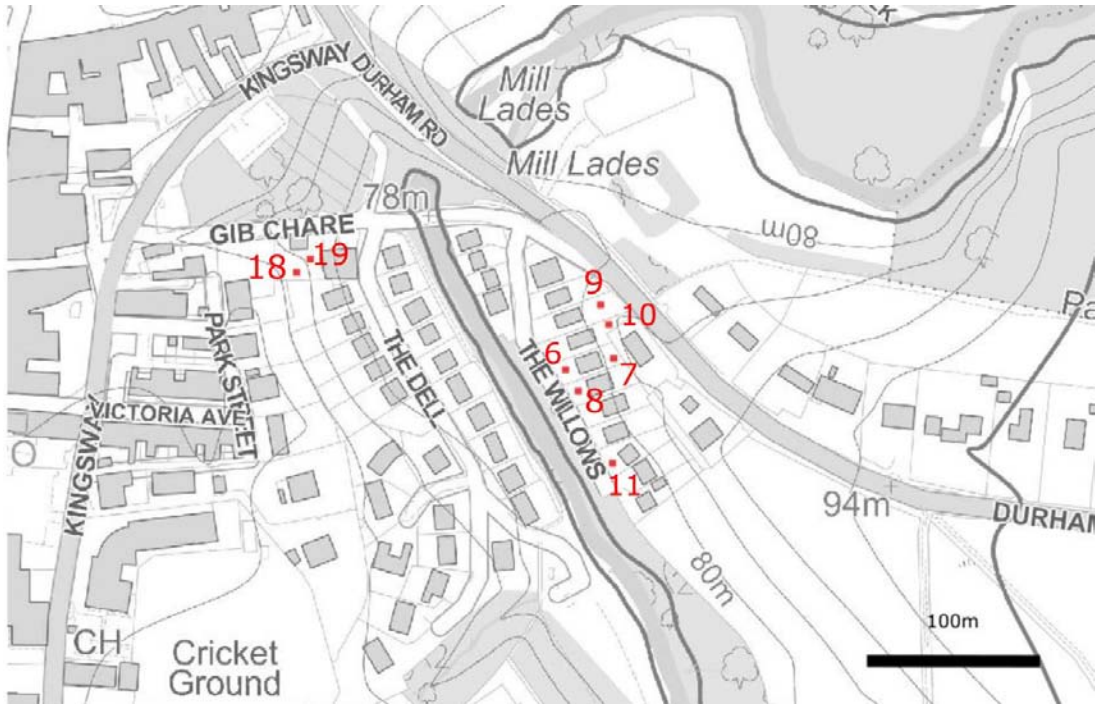 KINGSWAY
DURHAM RD
Mill
Lades
Mill Lades
78m
GIB CHARE
80m
18
19
9
10
PARK STREET
THE DELL
THE WILLOWS
6
7
8
VICTORIA AVE
KINGSWAY
11
94m
DURHAM
80m
100m
CH
Cricket
Ground